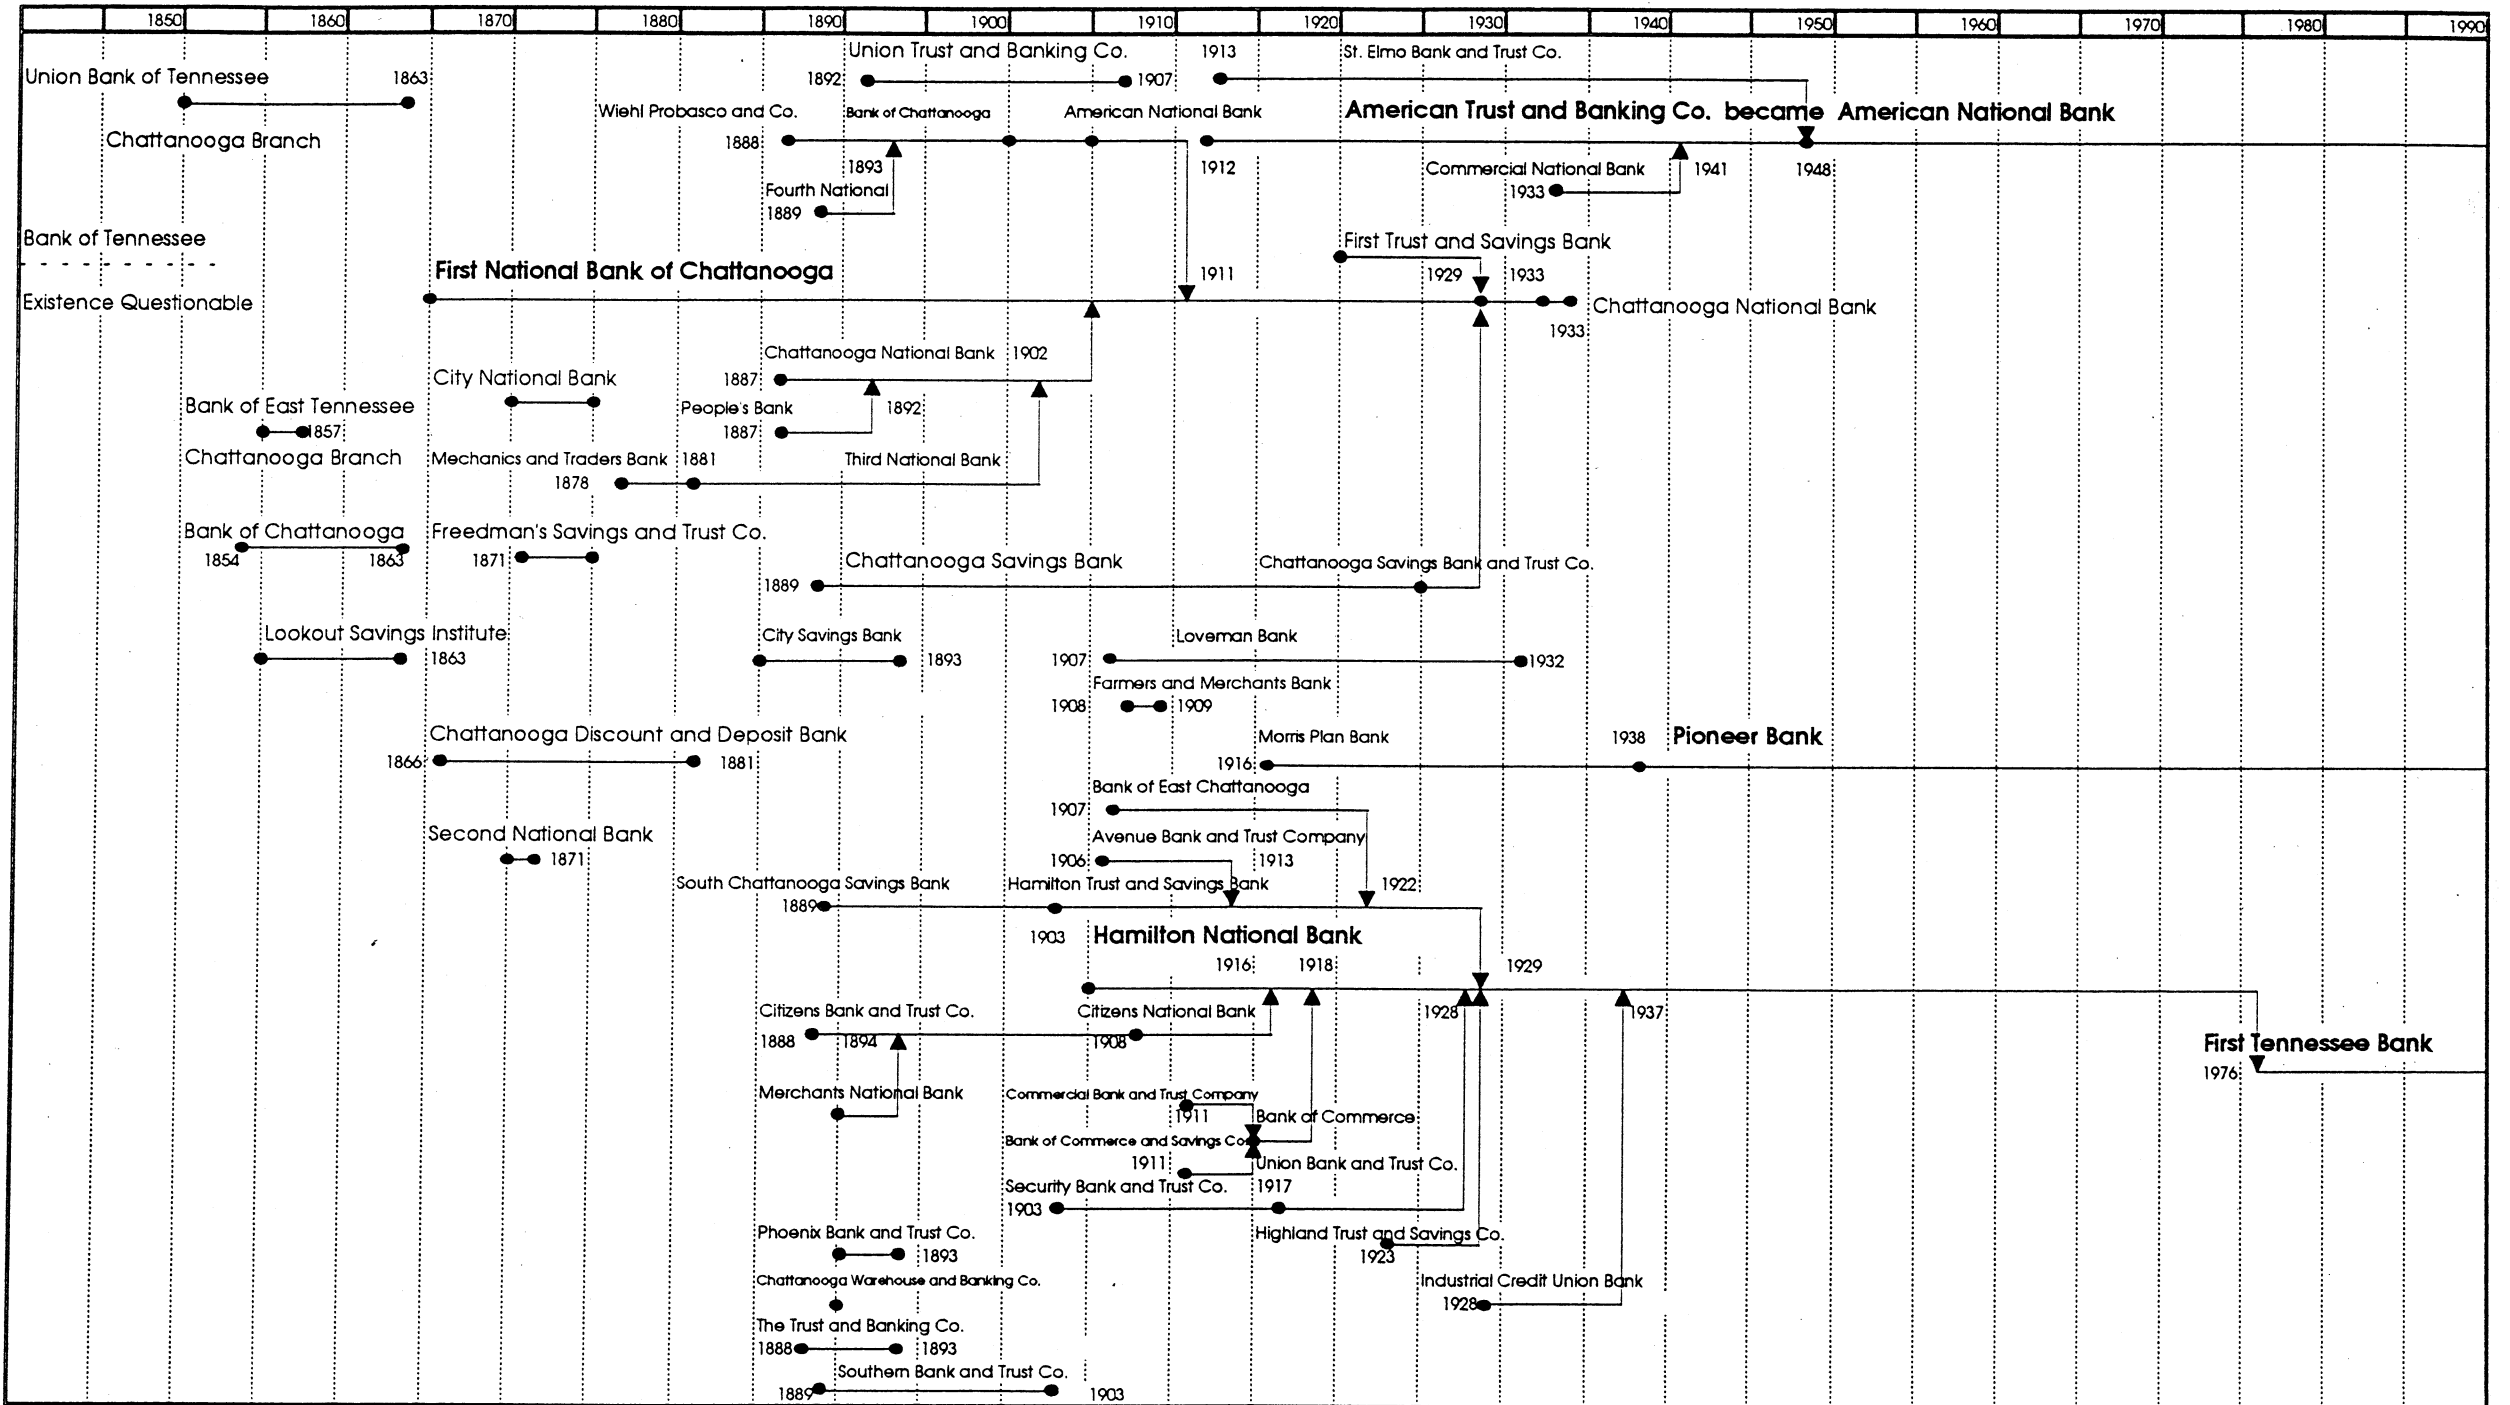 1850 1860 1870 1880 1890 1900 1910 1920 1930 1940 1950 1960 1970 1980 1990
Union Trust and Banking Co. 1913 St. Elmo Bank and Trust Co.
Union Bank of Tennessee 1863 1892 1907
Wiehl Probasco and Co. Bank of Chattanooga American National Bank American Trust and Banking Co. became American National Bank
Chattanooga Branch 1888
1893 1912 Commercial National Bank 1941 1948
Fourth National 1933
1889
Bank of Tennessee First Trust and Savings Bank
First National Bank of Chattanooga 1911 1929 1933
Existence Questionable Chattanooga National Bank
1933
Chattanooga National Bank 1902
City National Bank 1887
Bank of East Tennessee People's Bank 1892
1857 1887
Chattanooga Branch Mechanics and Traders Bank 1881 Third National Bank
1878
Bank of Chattanooga Freedman's Savings and Trust Co.
1854 1863 1871 Chattanooga Savings Bank Chattanooga Savings Bank and Trust Co.
1889
Lookout Savings Institute City Savings Bank Loveman Bank
1863 1893 1907 1932
Farmers and Merchants Bank
1908 1909
Chattanooga Discount and Deposit Bank Morris Plan Bank 1938 Pioneer Bank
1866 1881 1916
Bank of East Chattanooga
1907
Second National Bank Avenue Bank and Trust Company
1871 1906 1913
South Chattanooga Savings Bank Hamilton Trust and Savings Bank 1922
1889
1903 Hamilton National Bank
1916 1918 1929
Citizens Bank and Trust Co. Citizens National Bank 1928 1937
1888 1894 1908 First Tennessee Bank
1976
Merchants National Bank Commercial Bank and Trust Company
1911 Bank of Commerce
Bank of Commerce and Savings Co.
1911 Union Bank and Trust Co.
Security Bank and Trust Co. 1917
1903
Phoenix Bank and Trust Co. Highland Trust and Savings Co.
1893 1923
Chattanooga Warehouse and Banking Co. Industrial Credit Union Bank
1928
The Trust and Banking Co.
1888 1893
Southern Bank and Trust Co.
1889 1903